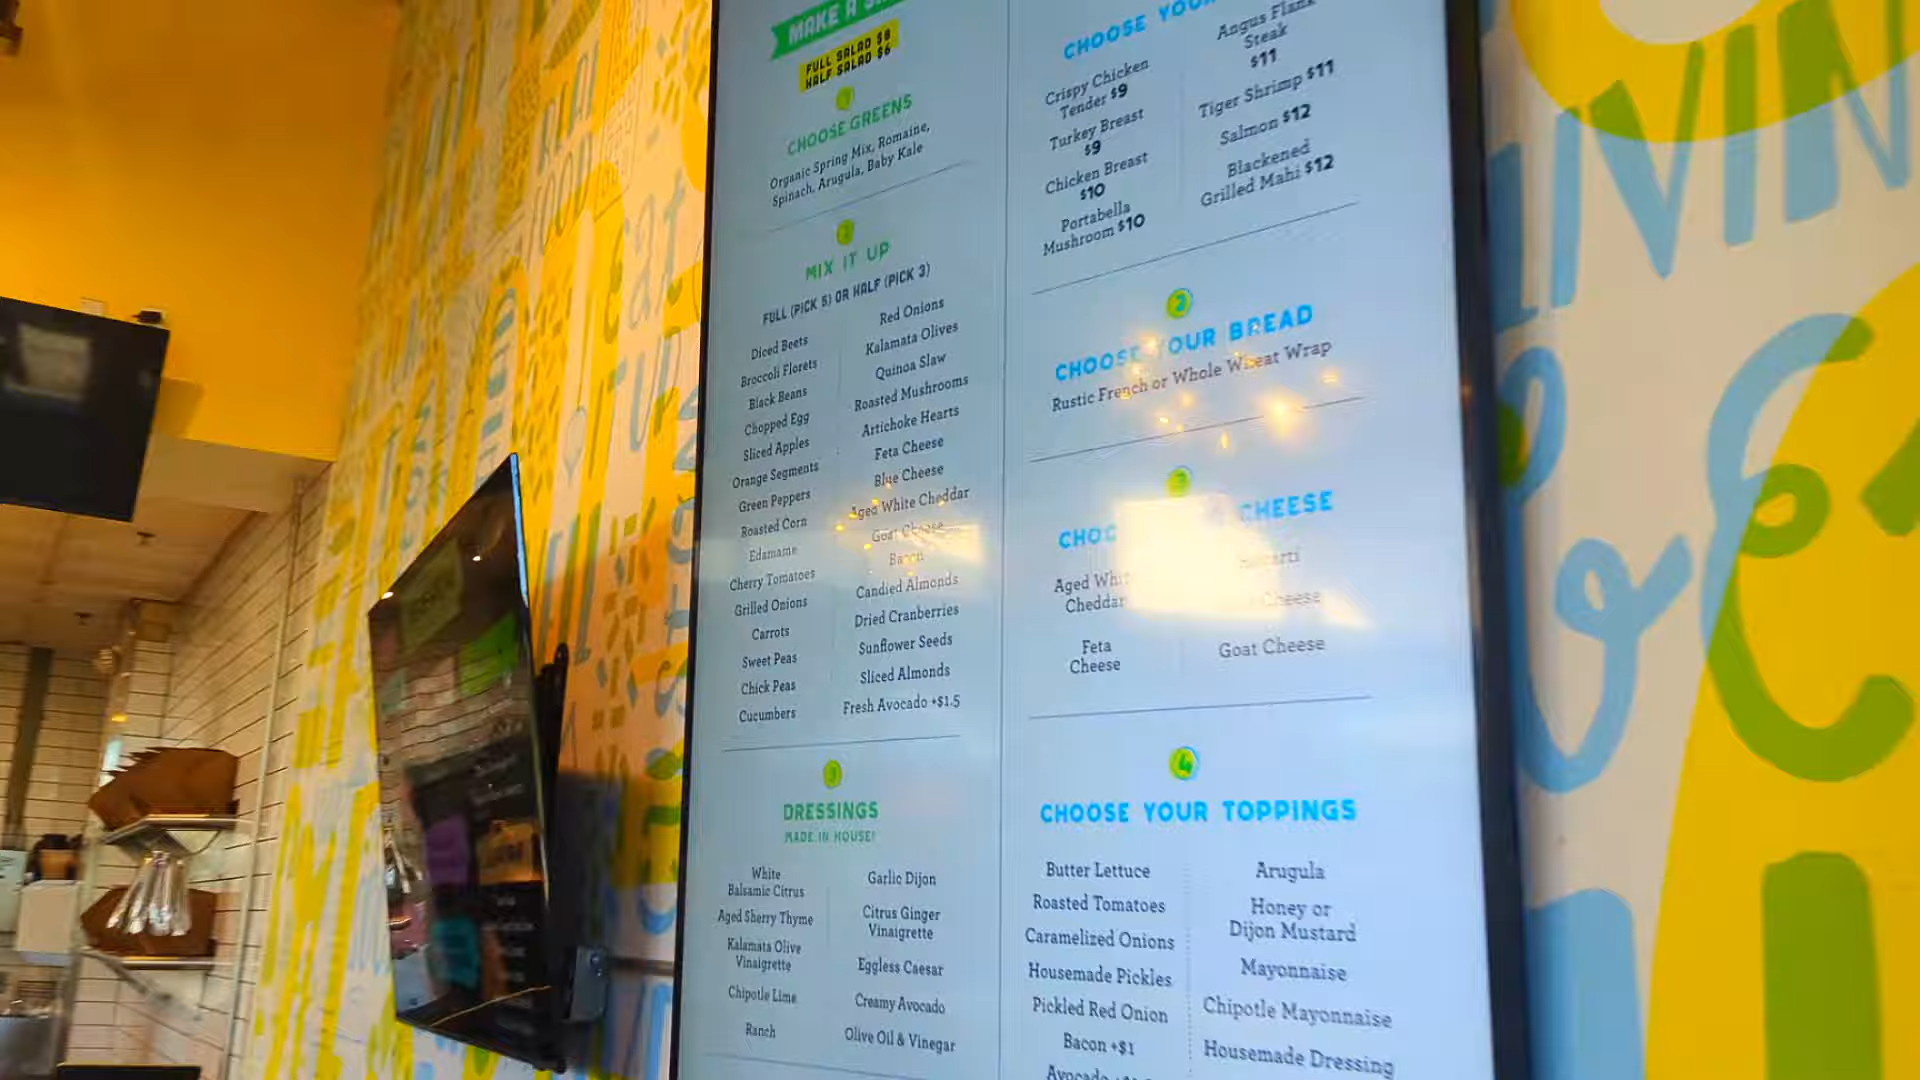 MAKE A
FULL SALAD $8
HALF SALAD $6
1
CHOOSE GREENS
Organic Spring Mix, Romaine,
Spinach, Arugula, Baby Kale
2
MIX IT UP
FULL (PICK 5) OR HALF (PICK 3)
Diced Beets
Broccoli Florets
Black Beans
Chopped Egg
Sliced Apples
Orange Segments
Green Peppers
Roasted Corn
Edamame
Cherry Tomatoes
Grilled Onions
Carrots
Sweet Peas
Chick Peas
Cucumbers
Red Onions
Kalamata Olives
Quinoa Slaw
Roasted Mushrooms
Artichoke Hearts
Feta Cheese
Blue Cheese
Aged White Cheddar
Goat Cheese
Bacon
Candied Almonds
Dried Cranberries
Sunflower Seeds
Sliced Almonds
Fresh Avocado +$1.5
3
DRESSINGS
MADE IN HOUSE!
White
Balsamic Citrus
Aged Sherry Thyme
Kalamata Olive
Vinaigrette
Chipotle Lime
Ranch
Garlic Dijon
Citrus Ginger
Vinaigrette
Eggless Caesar
Creamy Avocado
Olive Oil & Vinegar
CHOOSE YOUR
Crispy Chicken
Tender $9
Turkey Breast
$9
Chicken Breast
$10
Portabella
Mushroom $10
Angus Flank
Steak
$11
Tiger Shrimp $11
Salmon $12
Blackened
Grilled Mahi $12
2
CHOOSE YOUR BREAD
Rustic French or Whole Wheat Wrap
3
CHEESE
Aged
Cheddar
Feta
Cheese
Cheese
Goat Cheese
4
CHOOSE YOUR TOPPINGS
Butter Lettuce
Roasted Tomatoes
Caramelized Onions
Housemade Pickles
Pickled Red Onion
Bacon +$1
Avocado
Arugula
Honey or
Dijon Mustard
Mayonnaise
Chipotle Mayonnaise
Housemade Dressing